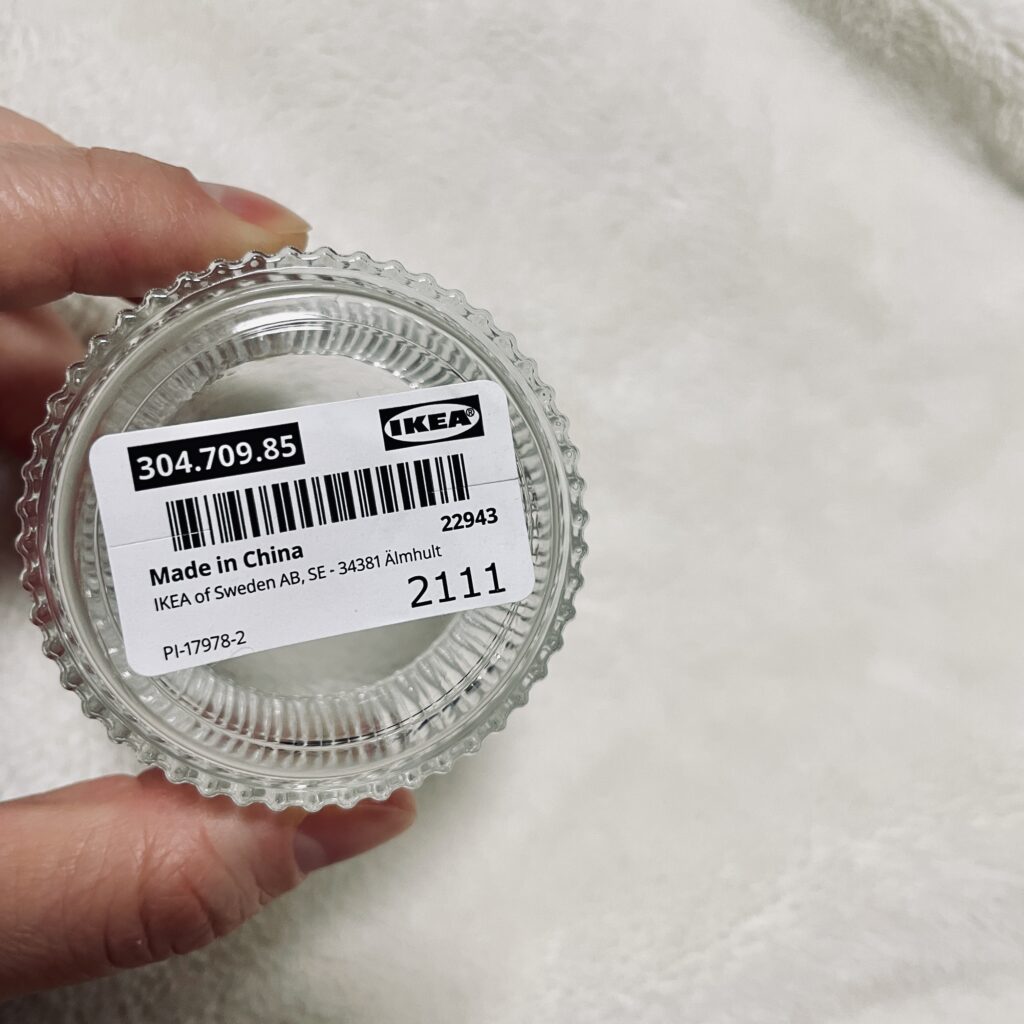 304.709.85
IKEA®
22943
Made in China
IKEA of Sweden AB, SE - 34381 Älmhult
2111
PI-17978-2